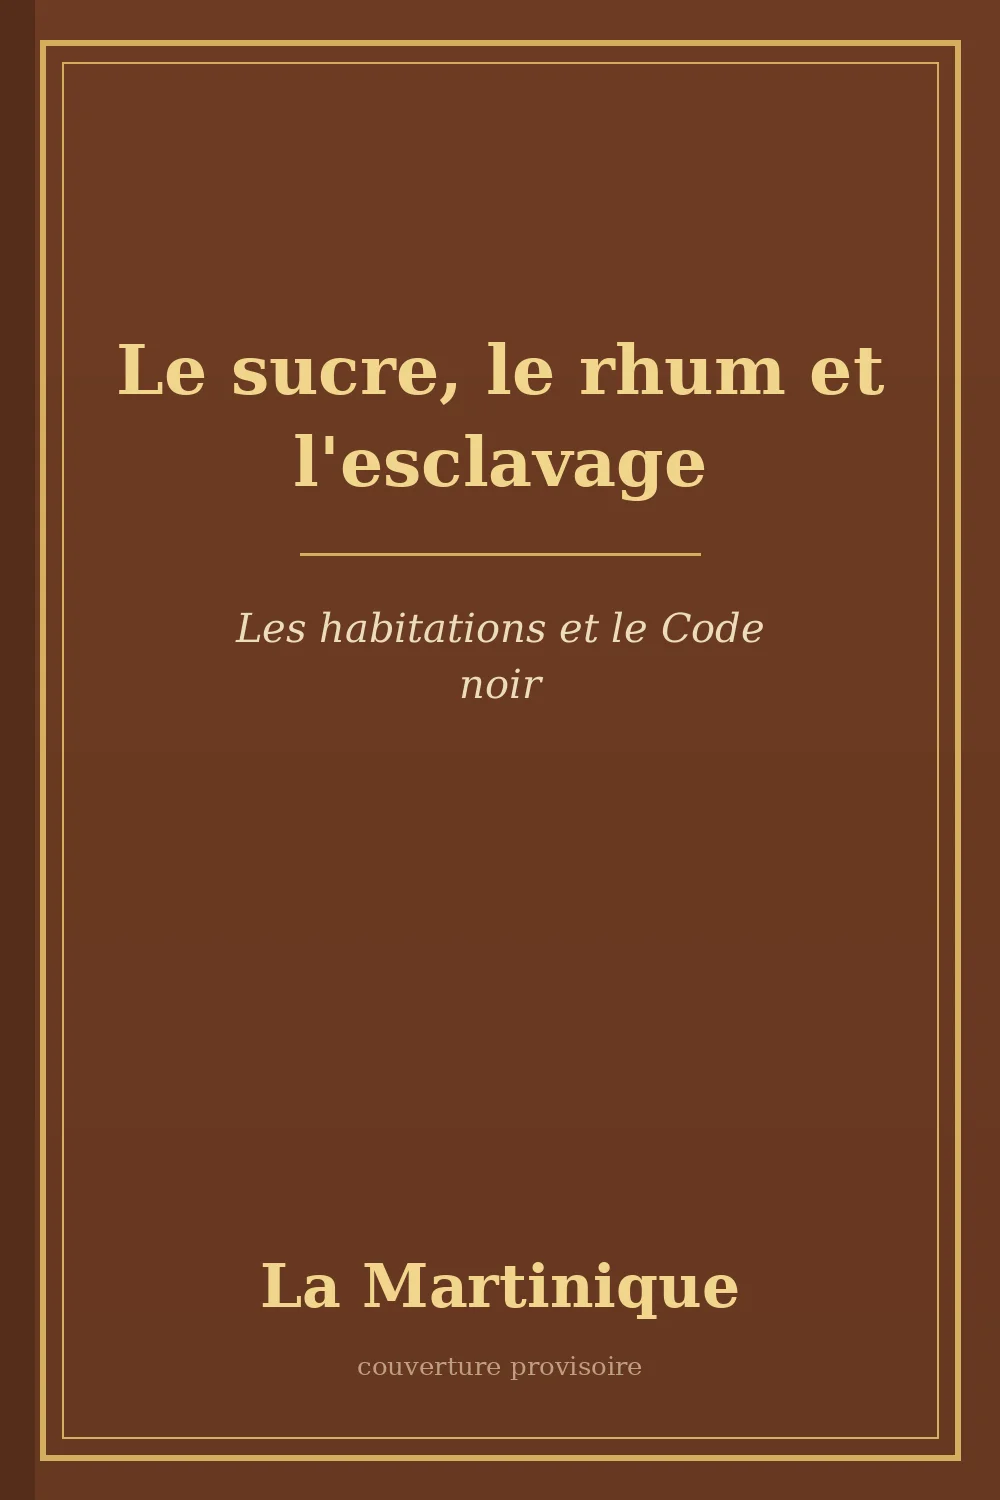 Le sucre, le rhum et
l'esclavage
Les habitations et le Code
noir
La Martinique
couverture provisoire